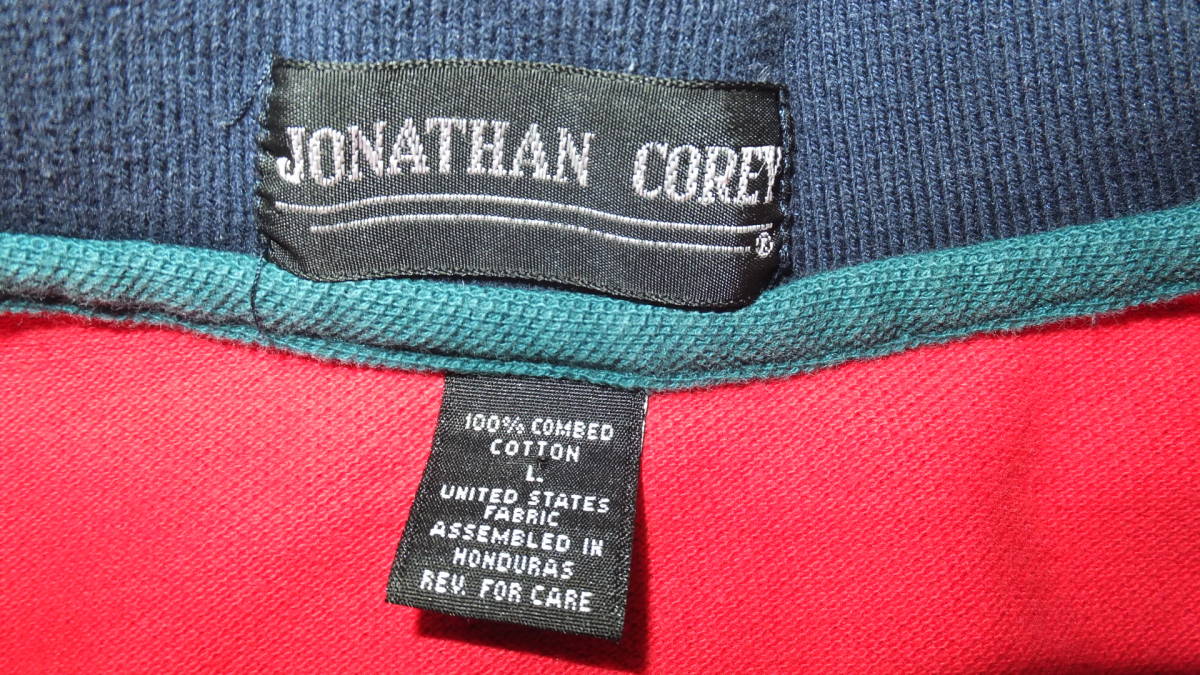 JONATHAN COREY
®
100% COMBED
COTTON
L.
UNITED STATES
FABRIC
ASSEMBLED IN
HONDURAS
REV. FOR CARE